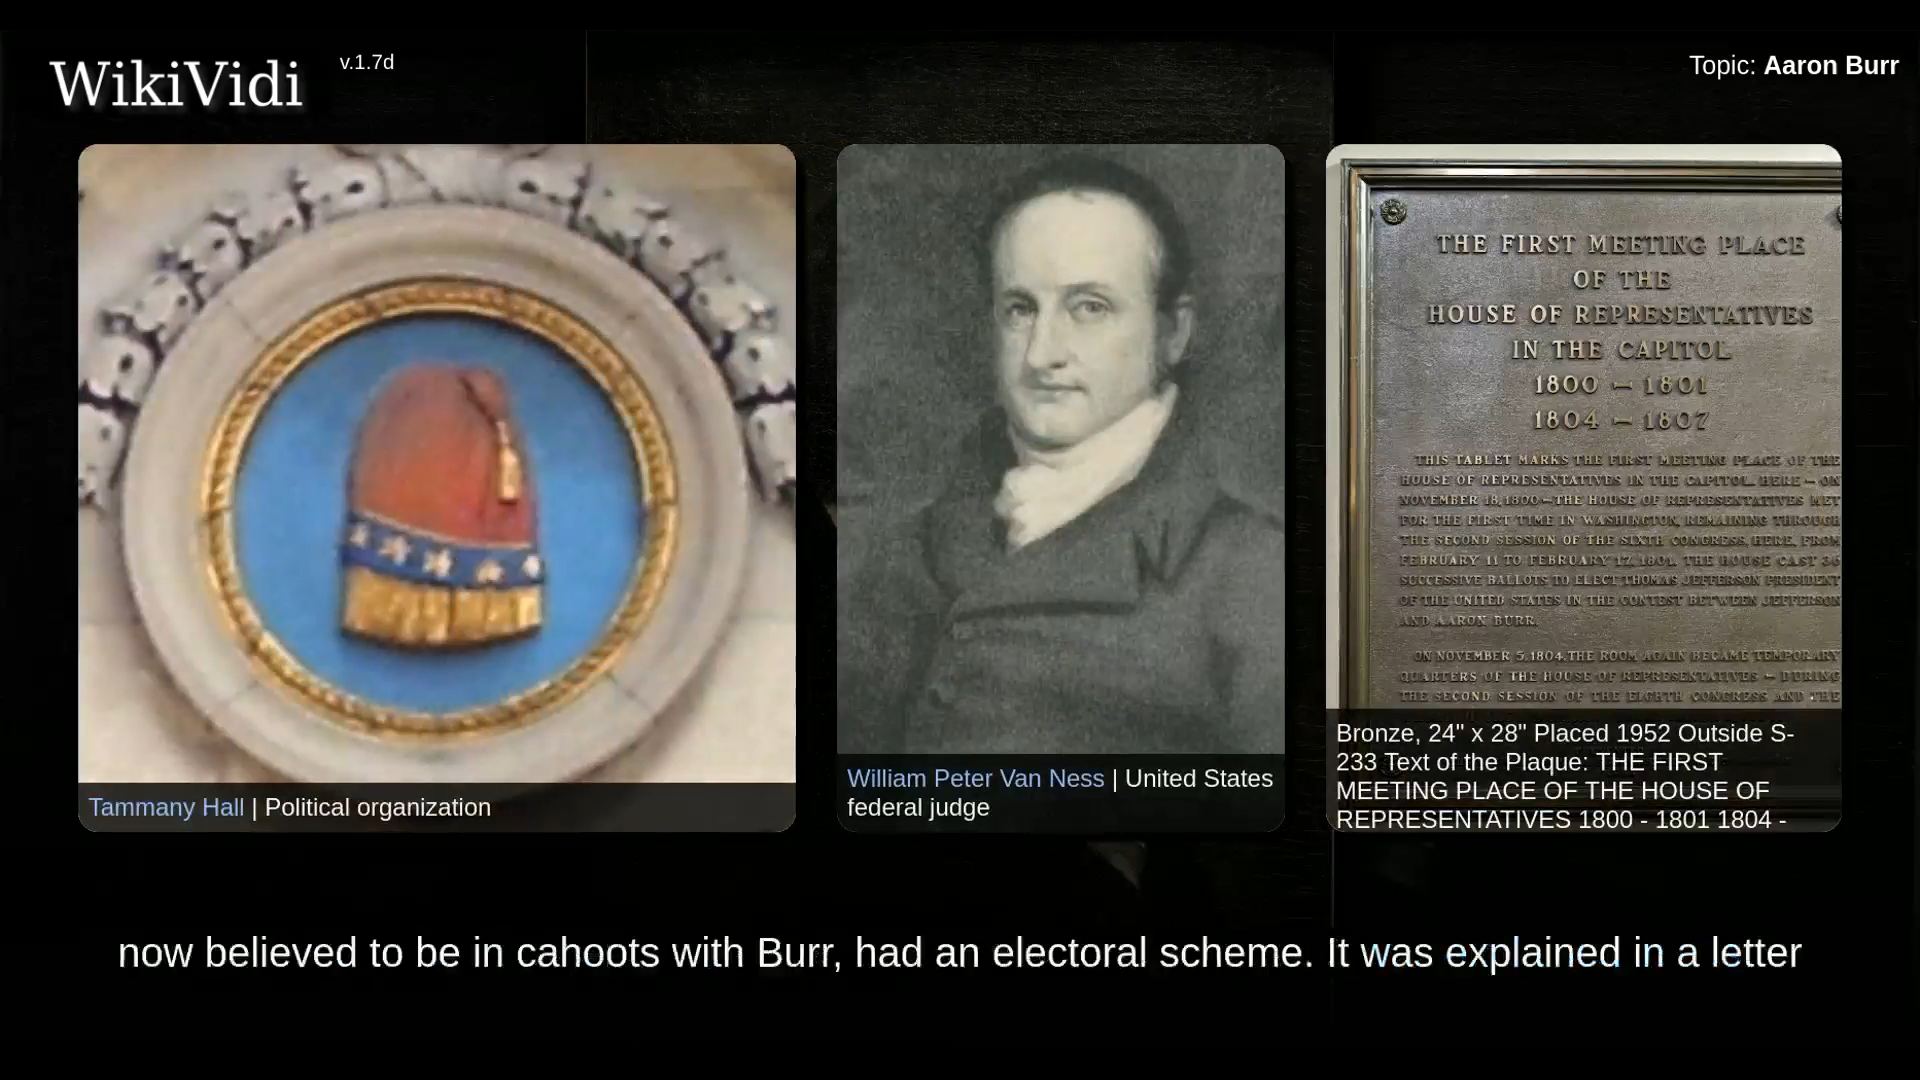 WikiVidi
v.1.7d
Topic: Aaron Burr
THE FIRST MEETING PLACE
OF THE
HOUSE OF REPRESENTATIVES
IN THE CAPITOL
1800 — 1801
1804 — 1807
THIS TABLET MARKS THE FIRST MEETING PLACE OF THE
HOUSE OF REPRESENTATIVES IN THE CAPITOL. HERE — ON
NOVEMBER 18, 1800 — THE HOUSE OF REPRESENTATIVES MET
FOR THE FIRST TIME IN WASHINGTON, REMAINING THROUGH
THE SECOND SESSION OF THE SIXTH CONGRESS. HERE, FROM
FEBRUARY 11 TO FEBRUARY 17, 1801, THE HOUSE CAST 36
SUCCESSIVE BALLOTS TO ELECT THOMAS JEFFERSON PRESIDENT
OF THE UNITED STATES IN THE CONTEST BETWEEN JEFFERSON
AND AARON BURR.
ON NOVEMBER 5, 1804, THE ROOM AGAIN BECAME TEMPORARY
QUARTERS OF THE HOUSE OF REPRESENTATIVES — DURING
THE SECOND SESSION OF THE EIGHTH CONGRESS AND THE
Tammany Hall | Political organization
William Peter Van Ness | United States
federal judge
Bronze, 24" x 28" Placed 1952 Outside S-
233 Text of the Plaque: THE FIRST
MEETING PLACE OF THE HOUSE OF
REPRESENTATIVES 1800 - 1801 1804 -
now believed to be in cahoots with Burr, had an electoral scheme. It was explained in a letter